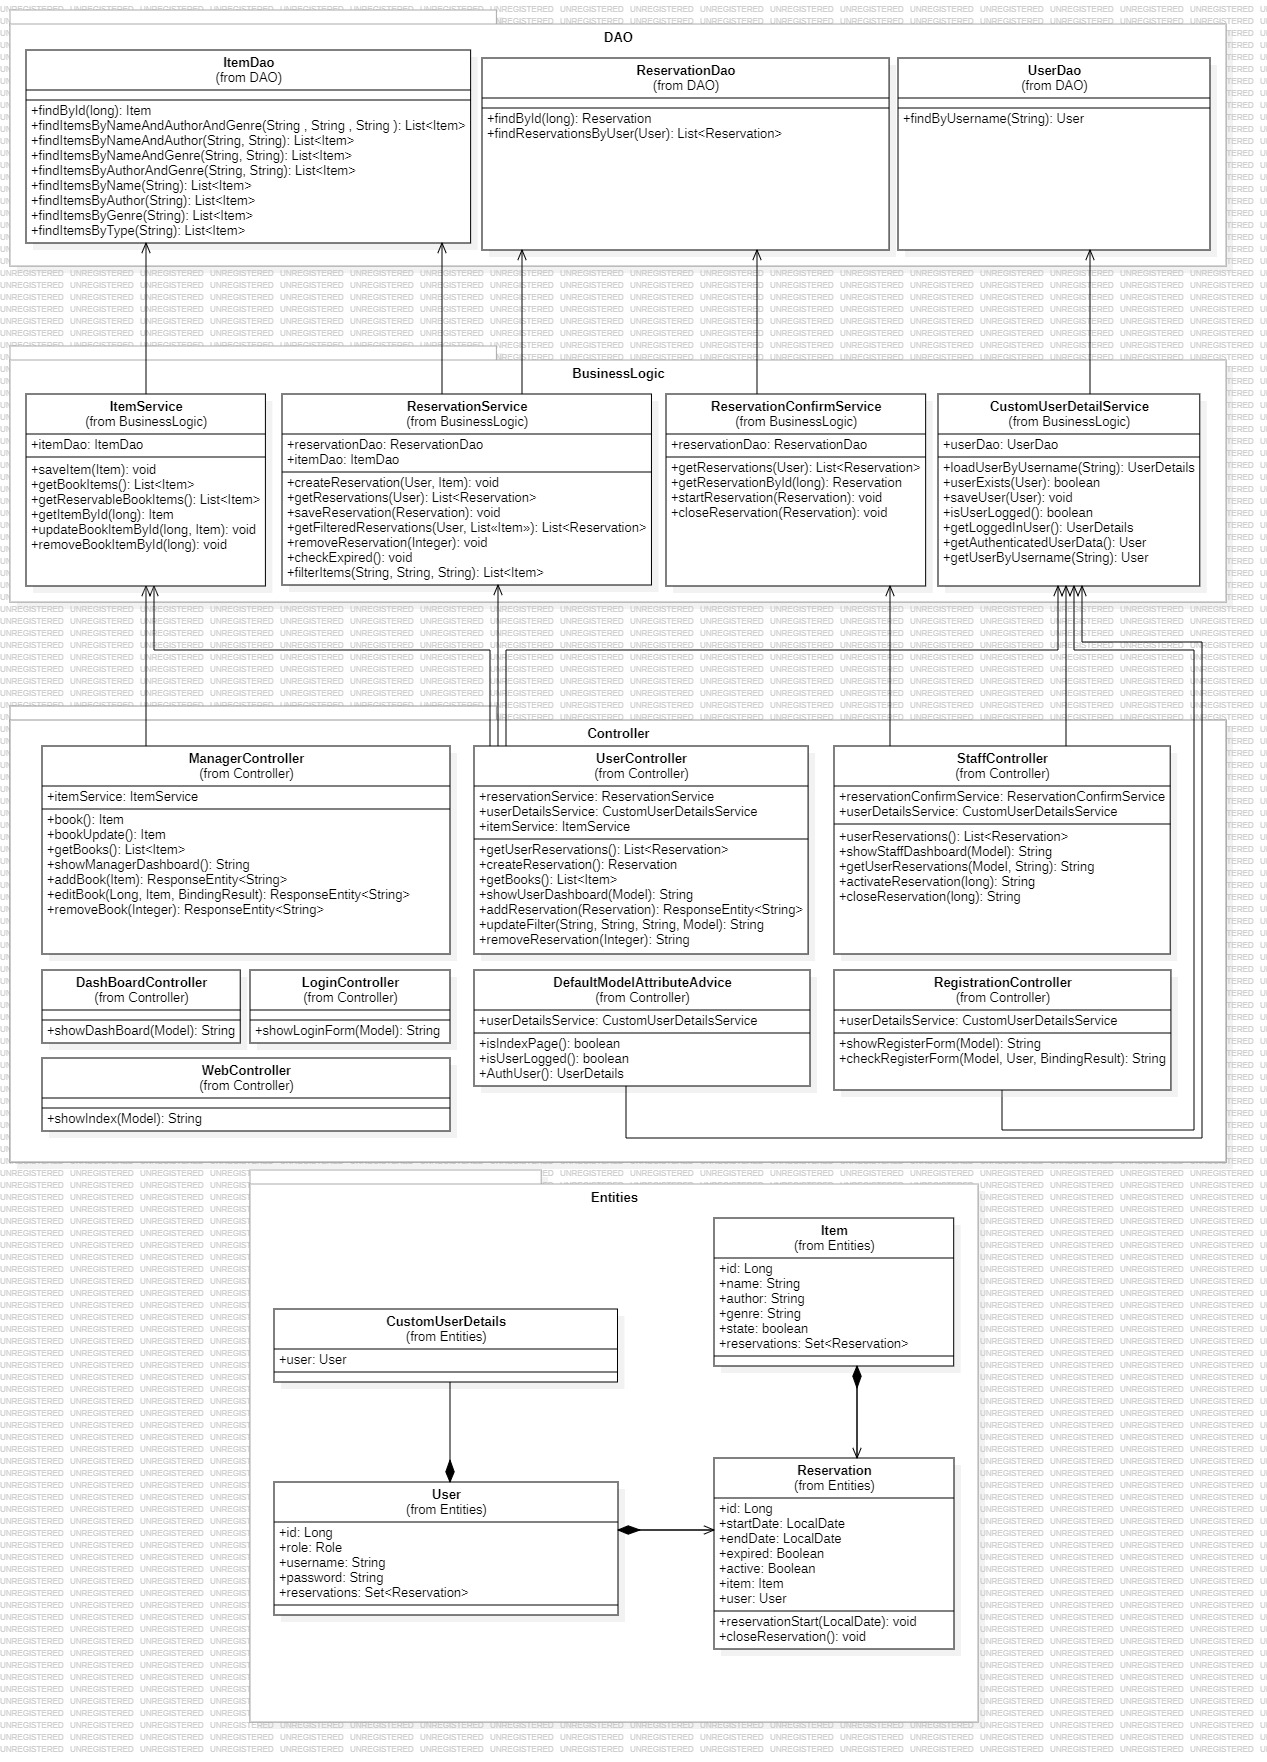 DAO
ItemDao
(from DAO)
+findById(long): Item
+findItemsByNameAndAuthorAndGenre(String , String , String ): List<Item>
+findItemsByNameAndAuthor(String, String): List<Item>
+findItemsByNameAndGenre(String, String): List<Item>
+findItemsByAuthorAndGenre(String, String): List<Item>
+findItemsByName(String): List<Item>
+findItemsByAuthor(String): List<Item>
+findItemsByGenre(String): List<Item>
+findItemsByType(String): List<Item>
ReservationDao
(from DAO)
+findById(long): Reservation
+findReservationsByUser(User): List<Reservation>
UserDao
(from DAO)
+findByUsername(String): User
BusinessLogic
ItemService
(from BusinessLogic)
+itemDao: ItemDao
+saveItem(Item): void
+getBookItems(): List<Item>
+getReservableBookItems(): List<Item>
+getItemById(long): Item
+updateBookItemById(long, Item): void
+removeBookItemById(long): void
ReservationService
(from BusinessLogic)
+reservationDao: ReservationDao
+itemDao: ItemDao
+createReservation(User, Item): void
+getReservations(User): List<Reservation>
+saveReservation(Reservation): void
+getFilteredReservations(User, List«Item»): List<Reservation>
+removeReservation(Integer): void
+checkExpired(): void
+filterItems(String, String, String): List<Item>
ReservationConfirmService
(from BusinessLogic)
+reservationDao: ReservationDao
+getReservations(User): List<Reservation>
+getReservationById(long): Reservation
+startReservation(Reservation): void
+closeReservation(Reservation): void
CustomUserDetailService
(from BusinessLogic)
+userDao: UserDao
+loadUserByUsername(String): UserDetails
+userExists(User): boolean
+saveUser(User): void
+isUserLogged(): boolean
+getLoggedInUser(): UserDetails
+getAuthenticatedUserData(): User
+getUserByUsername(String): User
Controller
ManagerController
(from Controller)
+itemService: ItemService
+book(): Item
+bookUpdate(): Item
+getBooks(): List<Item>
+showManagerDashboard(): String
+addBook(Item): ResponseEntity<String>
+editBook(Long, Item, BindingResult): ResponseEntity<String>
+removeBook(Integer): ResponseEntity<String>
UserController
(from Controller)
+reservationService: ReservationService
+userDetailsService: CustomUserDetailsService
+itemService: ItemService
+getUserReservations(): List<Reservation>
+createReservation(): Reservation
+getBooks(): List<Item>
+showUserDashboard(Model): String
+addReservation(Reservation): ResponseEntity<String>
+updateFilter(String, String, String, Model): String
+removeReservation(Integer): String
StaffController
(from Controller)
+reservationConfirmService: ReservationConfirmService
+userDetailsService: CustomUserDetailsService
+userReservations(): List<Reservation>
+showStaffDashboard(Model): String
+getUserReservations(Model, String): String
+activateReservation(long): String
+closeReservation(long): String
DashBoardController
(from Controller)
+showDashBoard(Model): String
LoginController
(from Controller)
+showLoginForm(Model): String
DefaultModelAttributeAdvice
(from Controller)
+userDetailsService: CustomUserDetailsService
+isIndexPage(): boolean
+isUserLogged(): boolean
+AuthUser(): UserDetails
RegistrationController
(from Controller)
+userDetailsService: CustomUserDetailsService
+showRegisterForm(Model): String
+checkRegisterForm(Model, User, BindingResult): String
WebController
(from Controller)
+showIndex(Model): String
Entities
Item
(from Entities)
+id: Long
+name: String
+author: String
+genre: String
+state: boolean
+reservations: Set<Reservation>
CustomUserDetails
(from Entities)
+user: User
User
(from Entities)
+id: Long
+role: Role
+username: String
+password: String
+reservations: Set<Reservation>
Reservation
(from Entities)
+id: Long
+startDate: LocalDate
+endDate: LocalDate
+expired: Boolean
+active: Boolean
+item: Item
+user: User
+reservationStart(LocalDate): void
+closeReservation(): void